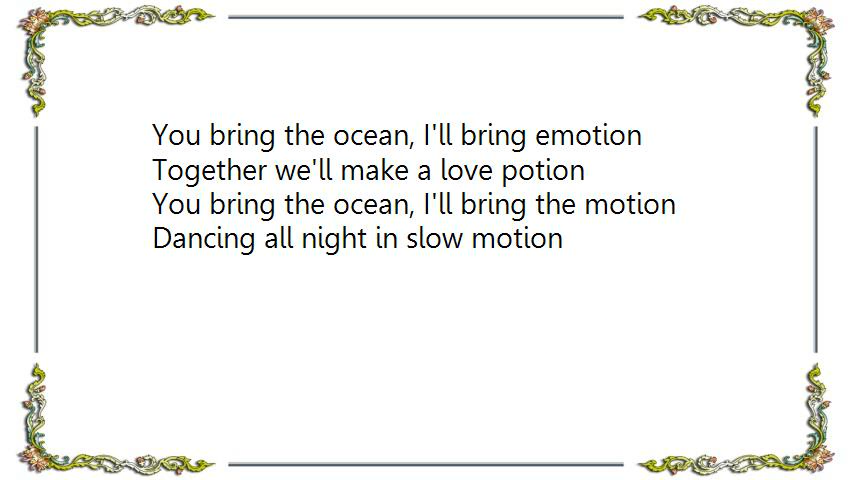 You bring the ocean, I'll bring emotion
Together we'll make a love potion
You bring the ocean, I'll bring the motion
Dancing all night in slow motion